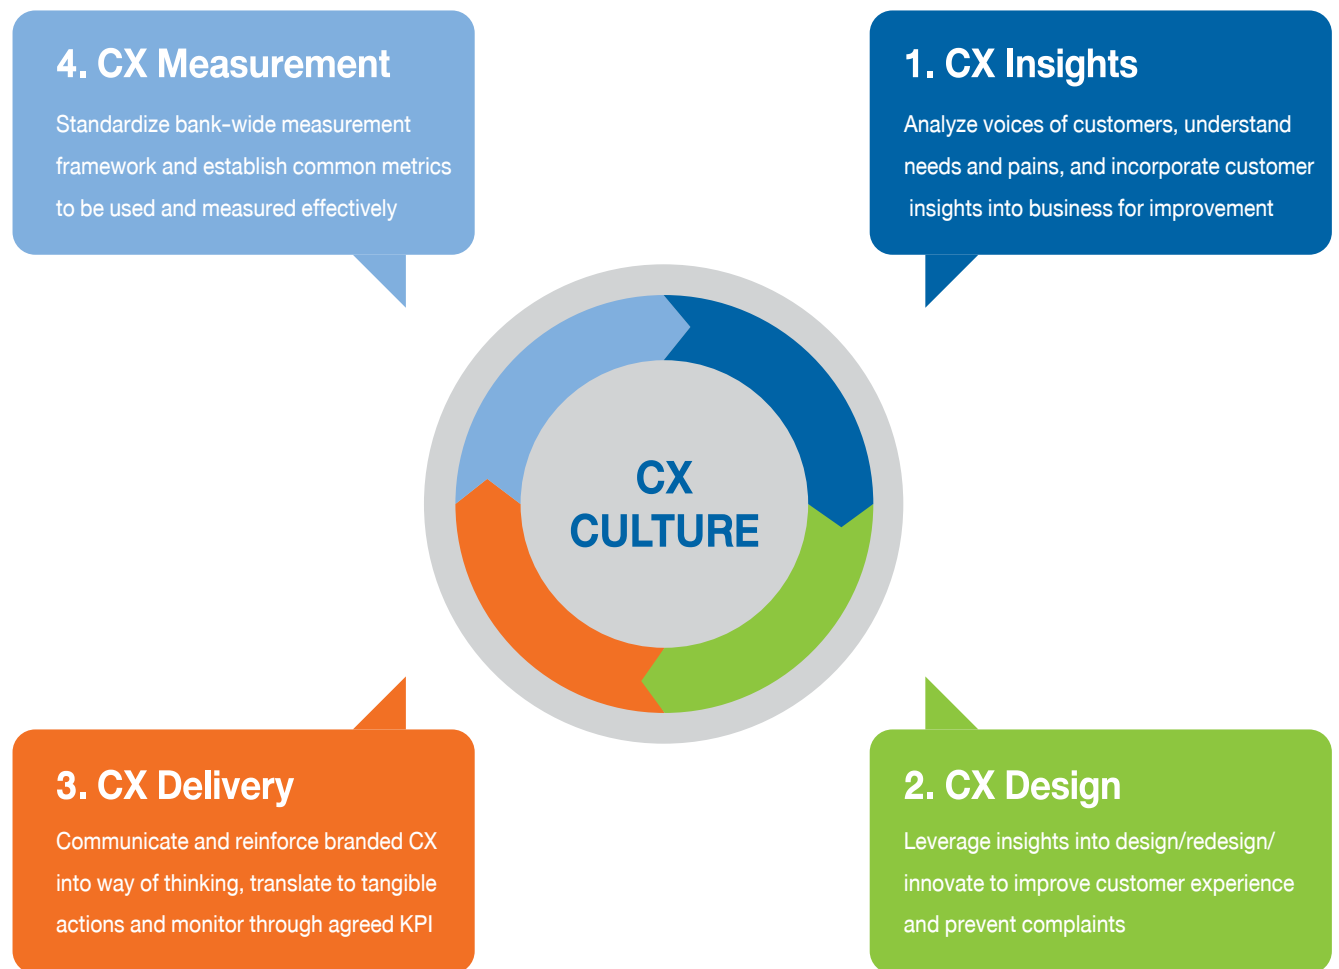 4. CX Measurement
Standardize bank-wide measurement
framework and establish common metrics
to be used and measured effectively
1. CX Insights
Analyze voices of customers, understand
needs and pains, and incorporate customer
insights into business for improvement
CX
CULTURE
3. CX Delivery
Communicate and reinforce branded CX
into way of thinking, translate to tangible
actions and monitor through agreed KPI
2. CX Design
Leverage insights into design/redesign/
innovate to improve customer experience
and prevent complaints